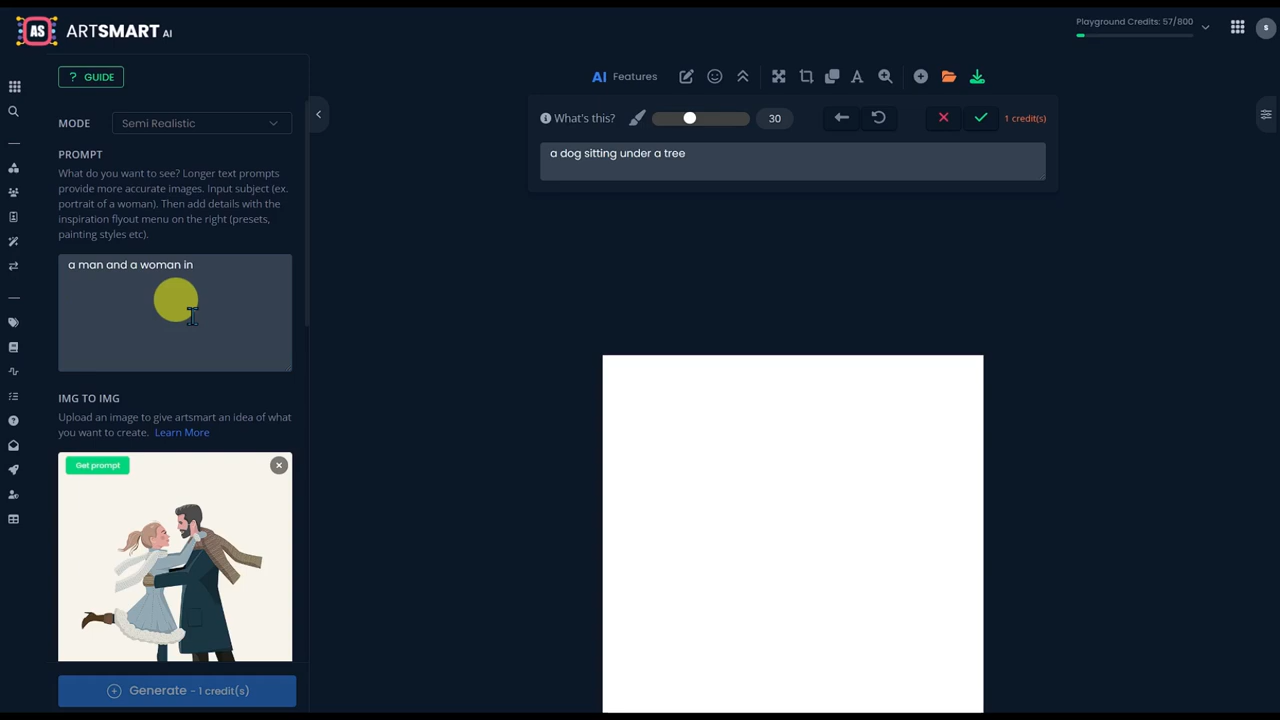 AS ARTSMART AI
Playground Credits: 57/800
S
? GUIDE
AI Features
MODE Semi Realistic
What's this? 30 1 credit(s)
a dog sitting under a tree
PROMPT
What do you want to see? Longer text prompts
provide more accurate images. Input subject (ex.
portrait of a woman). Then add details with the
inspiration flyout menu on the right (presets,
painting styles etc).
a man and a woman in
IMG TO IMG
Upload an image to give artsmart an idea of what
you want to create. Learn More
Get prompt
Generate - 1 credit(s)